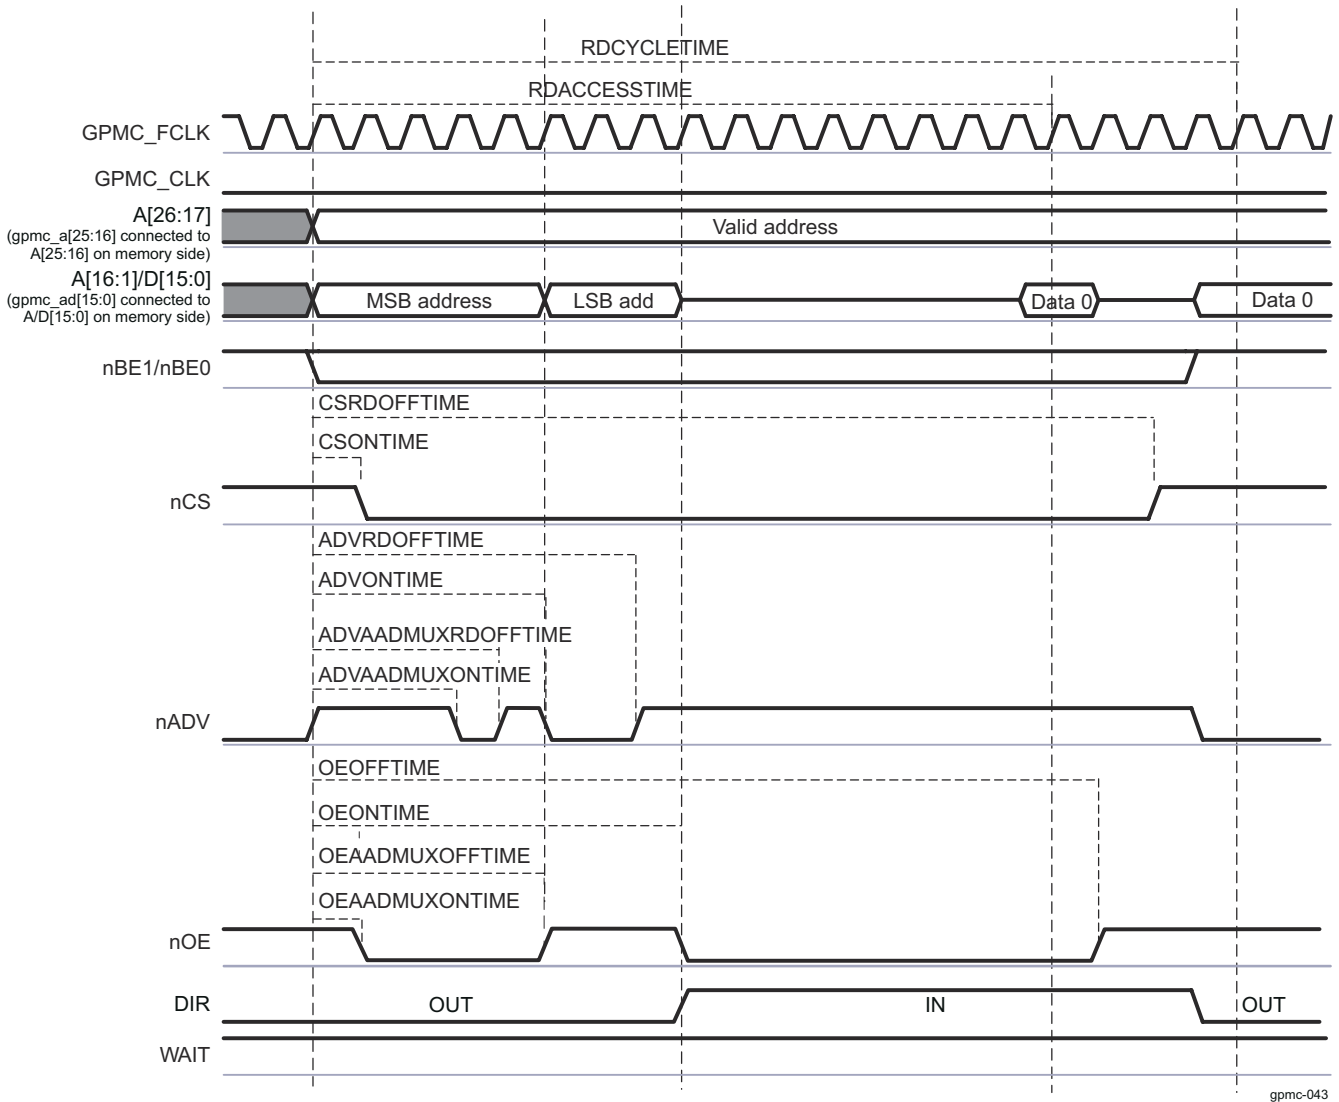 RDCYCLETIME
RDACCESSTIME
GPMC_FCLK
GPMC_CLK
A[26:17]
(gpmc_a[25:16] connected to
A[25:16] on memory side)
Valid address
A[16:1]/D[15:0]
(gpmc_ad[15:0] connected to
A/D[15:0] on memory side)
MSB address
LSB add
Data 0
Data 0
nBE1/nBE0
CSRDOFFTIME
CSONTIME
nCS
ADVRDOFFTIME
ADVONTIME
ADVAADMUXRDOFFTIME
ADVAADMUXONTIME
nADV
OEOFFTIME
OEONTIME
OEAADMUXOFFTIME
OEAADMUXONTIME
nOE
DIR
OUT
IN
OUT
WAIT
gpmc-043